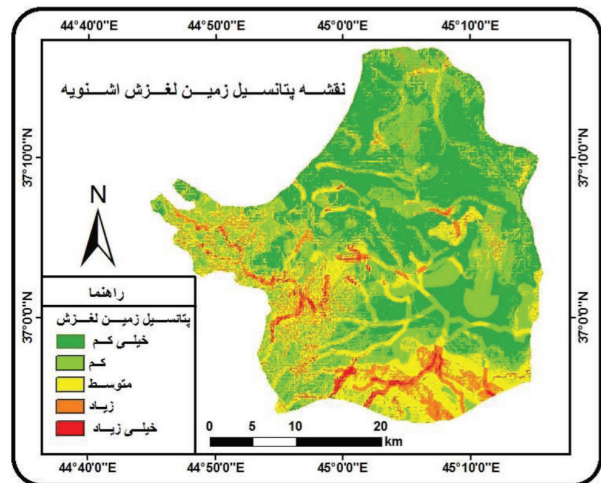 44°40'0"E 44°50'0"E 45°0'0"E 45°10'0"E
نقشه پتانسیل زمین لغزش اشنویه
37°10'0"N 37°10'0"N
N
راهنما
37°0'0"N 37°0'0"N
پتانسیل زمین لغزش
خیلی کم
کم
متوسط
زیاد
خیلی زیاد
0 5 10 20
km
44°40'0"E 44°50'0"E 45°0'0"E 45°10'0"E